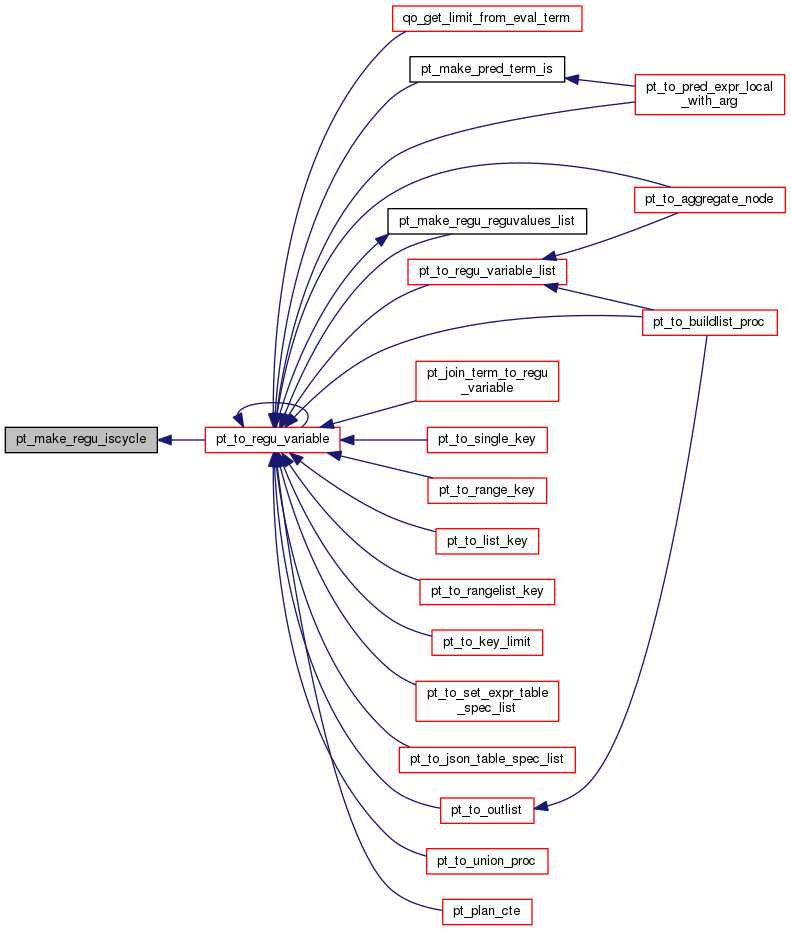 qo_get_limit_from_eval_term
pt_make_pred_term_is
pt_to_pred_expr_local
_with_arg
pt_to_aggregate_node
pt_make_regu_reguvalues_list
pt_to_regu_variable_list
pt_to_buildlist_proc
pt_join_term_to_regu
_variable
pt_make_regu_iscycle
pt_to_regu_variable
pt_to_single_key
pt_to_range_key
pt_to_list_key
pt_to_rangelist_key
pt_to_key_limit
pt_to_set_expr_table
_spec_list
pt_to_json_table_spec_list
pt_to_outlist
pt_to_union_proc
pt_plan_cte